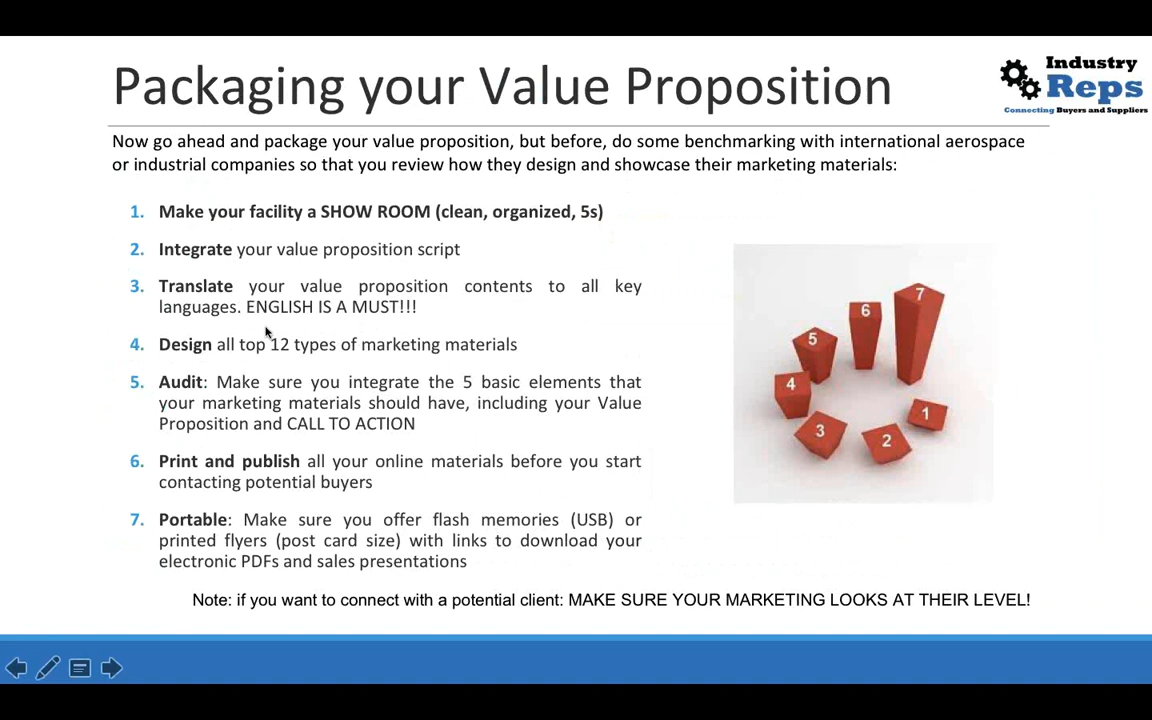 Packaging your Value Proposition
Industry
Reps
Connecting Buyers and Suppliers
Now go ahead and package your value proposition, but before, do some benchmarking with international aerospace
or industrial companies so that you review how they design and showcase their marketing materials:
1. Make your facility a SHOW ROOM (clean, organized, 5s)
2. Integrate your value proposition script
3. Translate your value proposition contents to all key
languages. ENGLISH IS A MUST!!!
4. Design all top 12 types of marketing materials
5. Audit: Make sure you integrate the 5 basic elements that
your marketing materials should have, including your Value
Proposition and CALL TO ACTION
6. Print and publish all your online materials before you start
contacting potential buyers
7. Portable: Make sure you offer flash memories (USB) or
printed flyers (post card size) with links to download your
electronic PDFs and sales presentations
1
2
3
4
5
6
7
Note: if you want to connect with a potential client: MAKE SURE YOUR MARKETING LOOKS AT THEIR LEVEL!